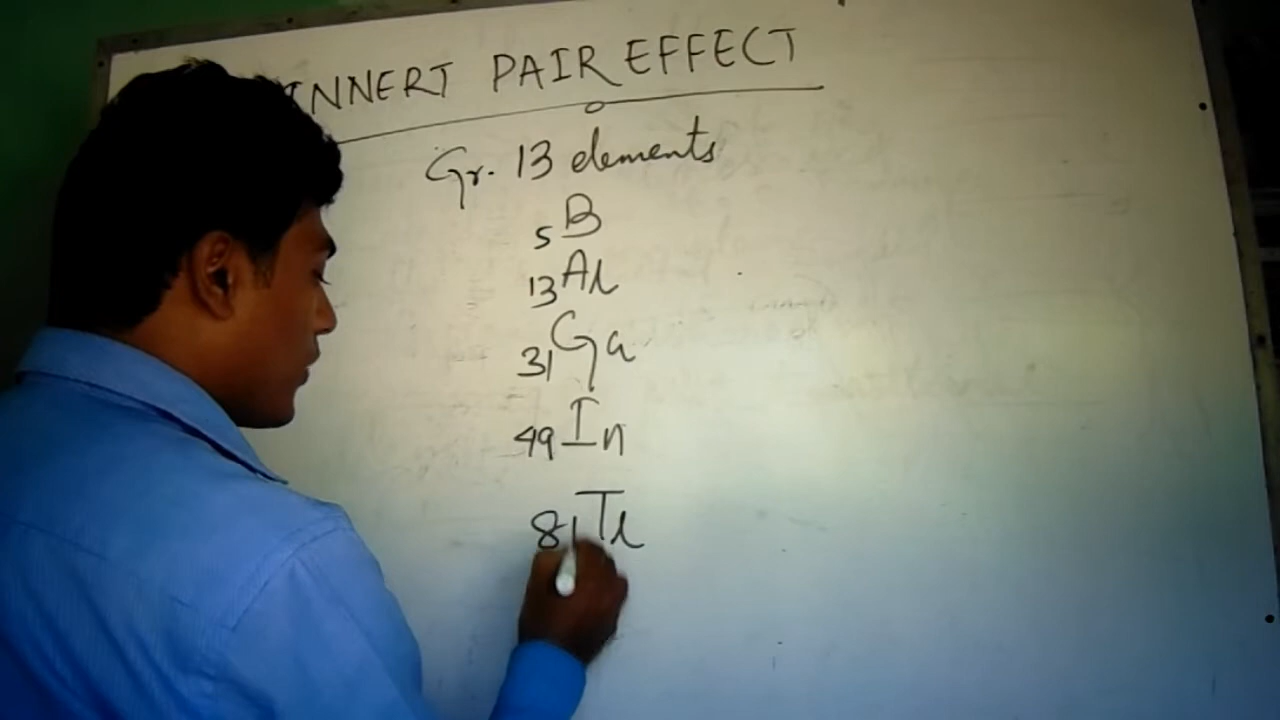 INNERT PAIR EFFECT
Gr. 13 elements
5B
13Al
31Ga
49In
81Tl